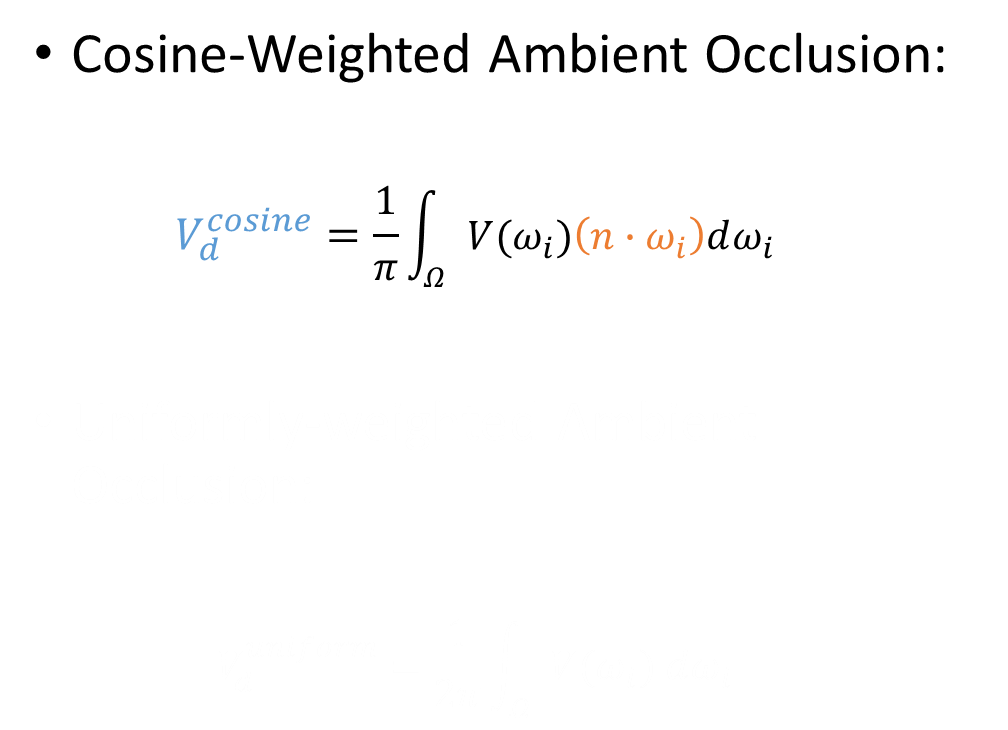 • Cosine-Weighted Ambient Occlusion:
V_d^{cosine} = \frac{1}{\pi} \int_{\Omega} V(\omega_i)(n \cdot \omega_i)d\omega_i